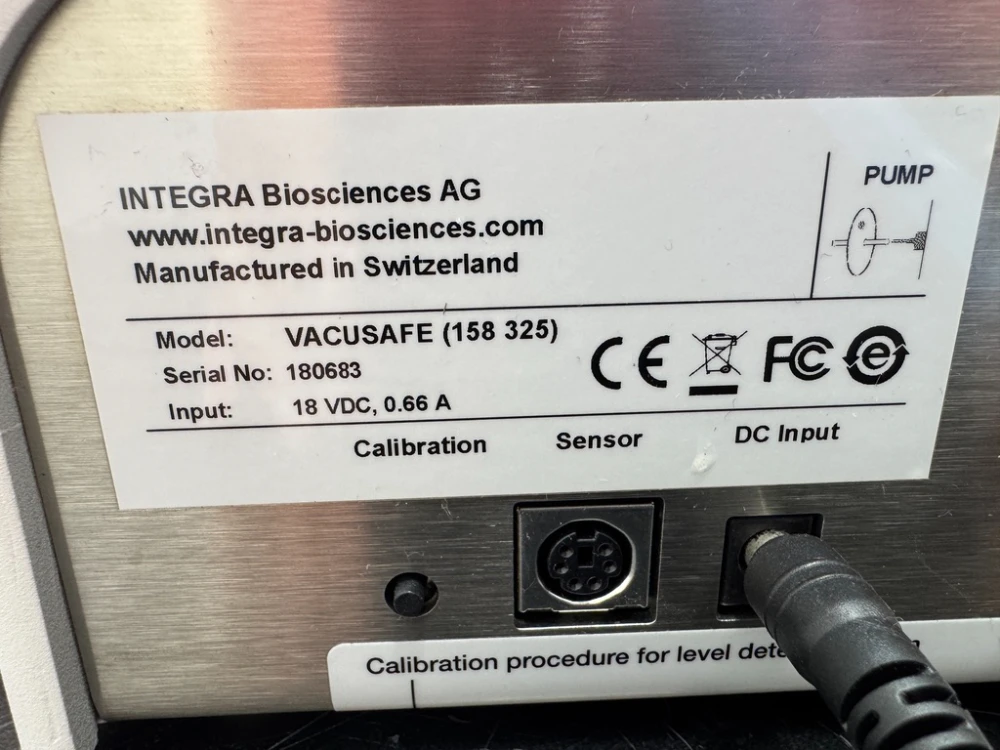 INTEGRA Biosciences AG
www.integra-biosciences.com
Manufactured in Switzerland
PUMP
Model: VACUSAFE (158 325)
Serial No: 180683
Input: 18 VDC, 0.66 A
CE FC e
Calibration Sensor DC Input
Calibration procedure for level